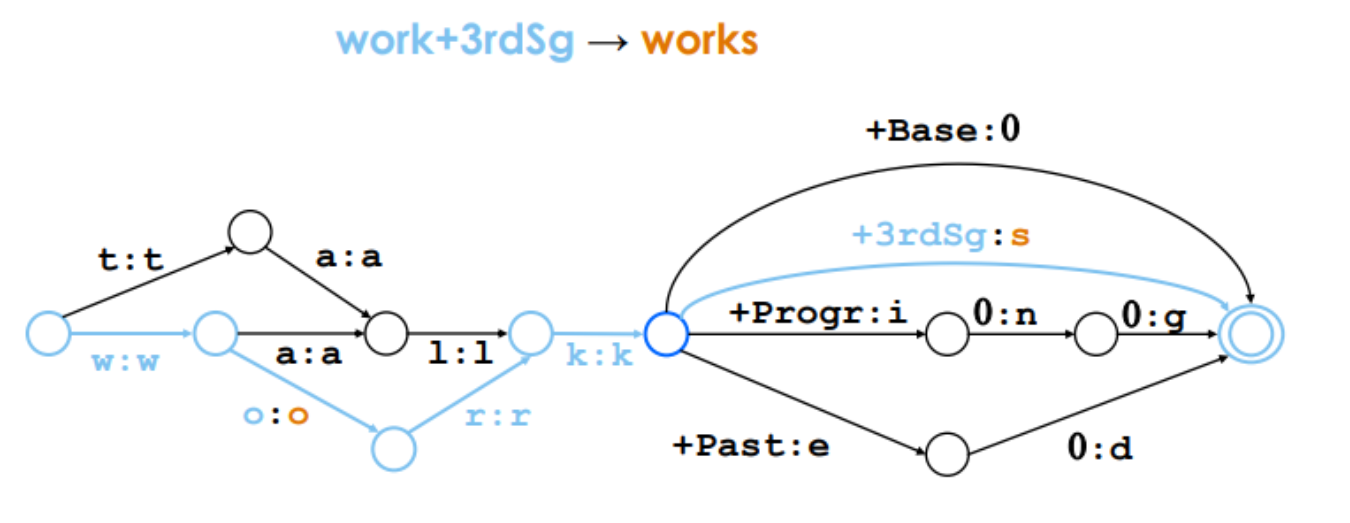 work+3rdSg → works
+Base:0
+3rdSg:s
t:t
a:a
+Progr:i
0:n
0:g
w:w
a:a
l:l
k:k
o:o
r:r
+Past:e
0:d